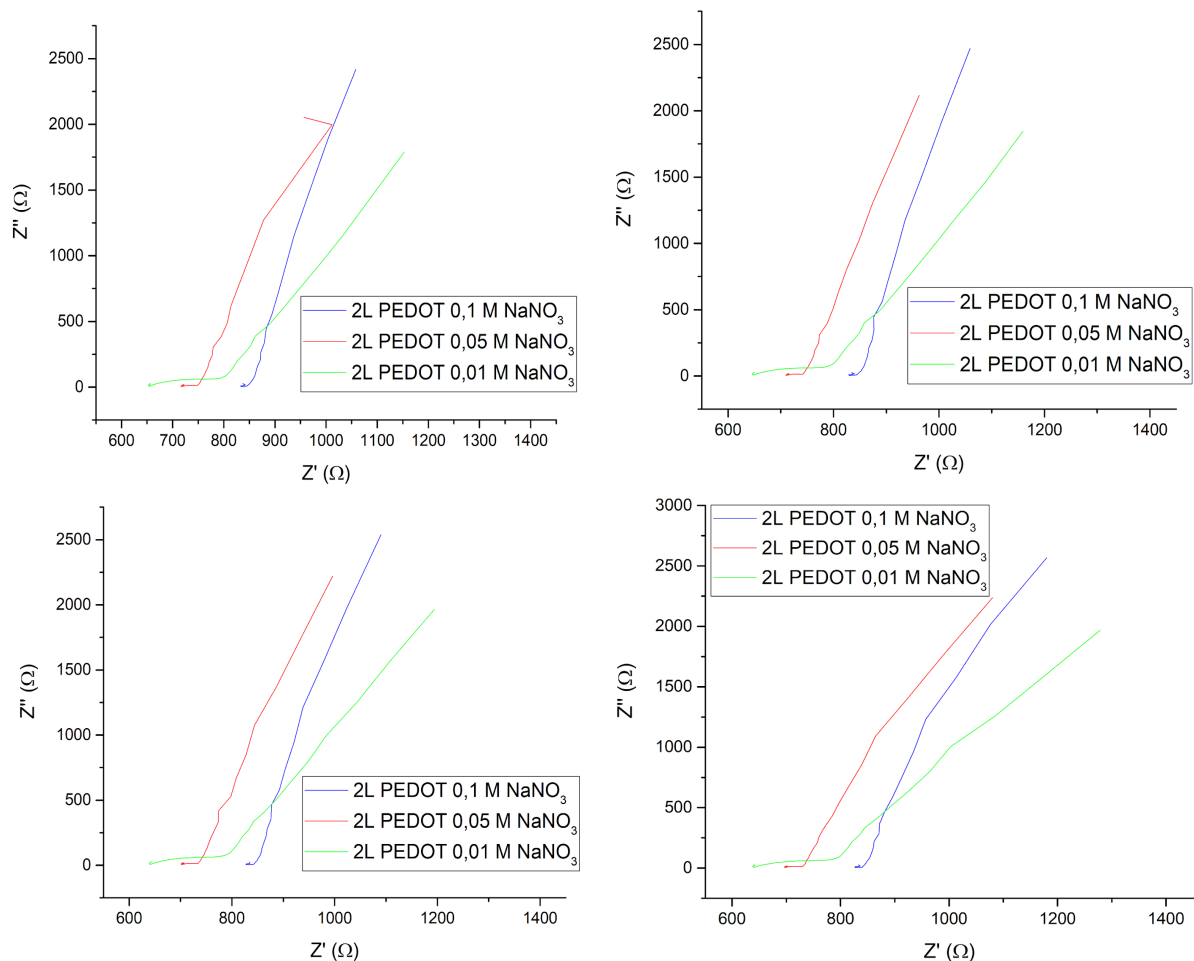 2500
2000
1500
1000
500
0
Z'' (Ω)
600 700 800 900 1000 1100 1200 1300 1400
Z' (Ω)
2L PEDOT 0,1 M NaNO₃
2L PEDOT 0,05 M NaNO₃
2L PEDOT 0,01 M NaNO₃
2500
2000
1500
1000
500
0
Z'' (Ω)
600 800 1000 1200 1400
Z' (Ω)
2L PEDOT 0,1 M NaNO₃
2L PEDOT 0,05 M NaNO₃
2L PEDOT 0,01 M NaNO₃
2500
2000
1500
1000
500
0
Z'' (Ω)
600 800 1000 1200 1400
Z' (Ω)
2L PEDOT 0,1 M NaNO₃
2L PEDOT 0,05 M NaNO₃
2L PEDOT 0,01 M NaNO₃
3000
2500
2000
1500
1000
500
0
Z'' (Ω)
600 800 1000 1200 1400
Z' (Ω)
2L PEDOT 0,1 M NaNO₃
2L PEDOT 0,05 M NaNO₃
2L PEDOT 0,01 M NaNO₃